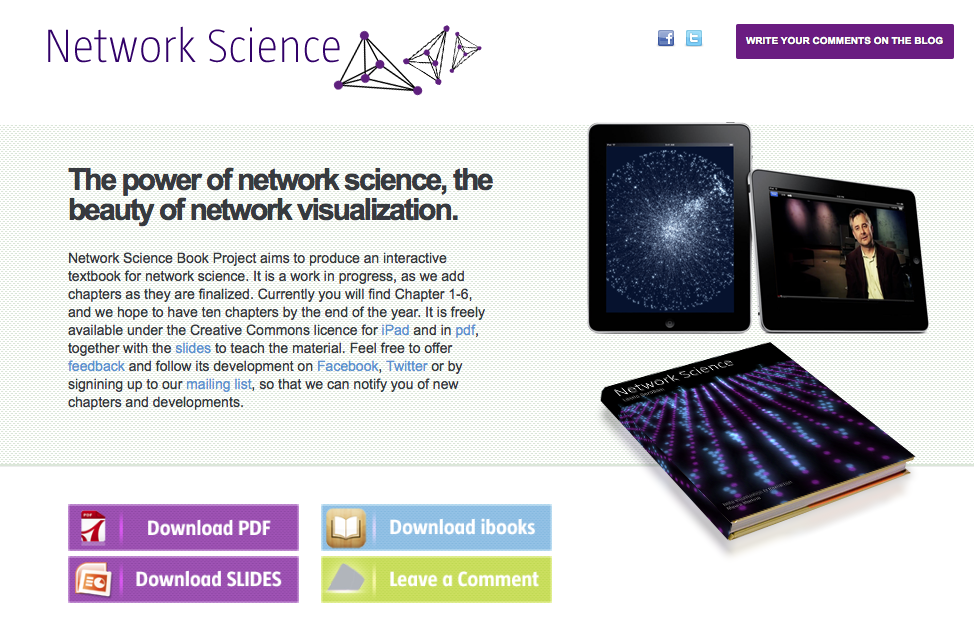 Network Science
WRITE YOUR COMMENTS ON THE BLOG
The power of network science, the
beauty of network visualization.
Network Science Book Project aims to produce an interactive
textbook for network science. It is a work in progress, as we add
chapters as they are finalized. Currently you will find Chapter 1-6,
and we hope to have ten chapters by the end of the year. It is freely
available under the Creative Commons licence for iPad and in pdf,
together with the slides to teach the material. Feel free to offer
feedback and follow its development on Facebook, Twitter or by
signining up to our mailing list, so that we can notify you of new
chapters and developments.
Network Science
PDF
Download PDF
Download ibooks
Download SLIDES
Leave a Comment